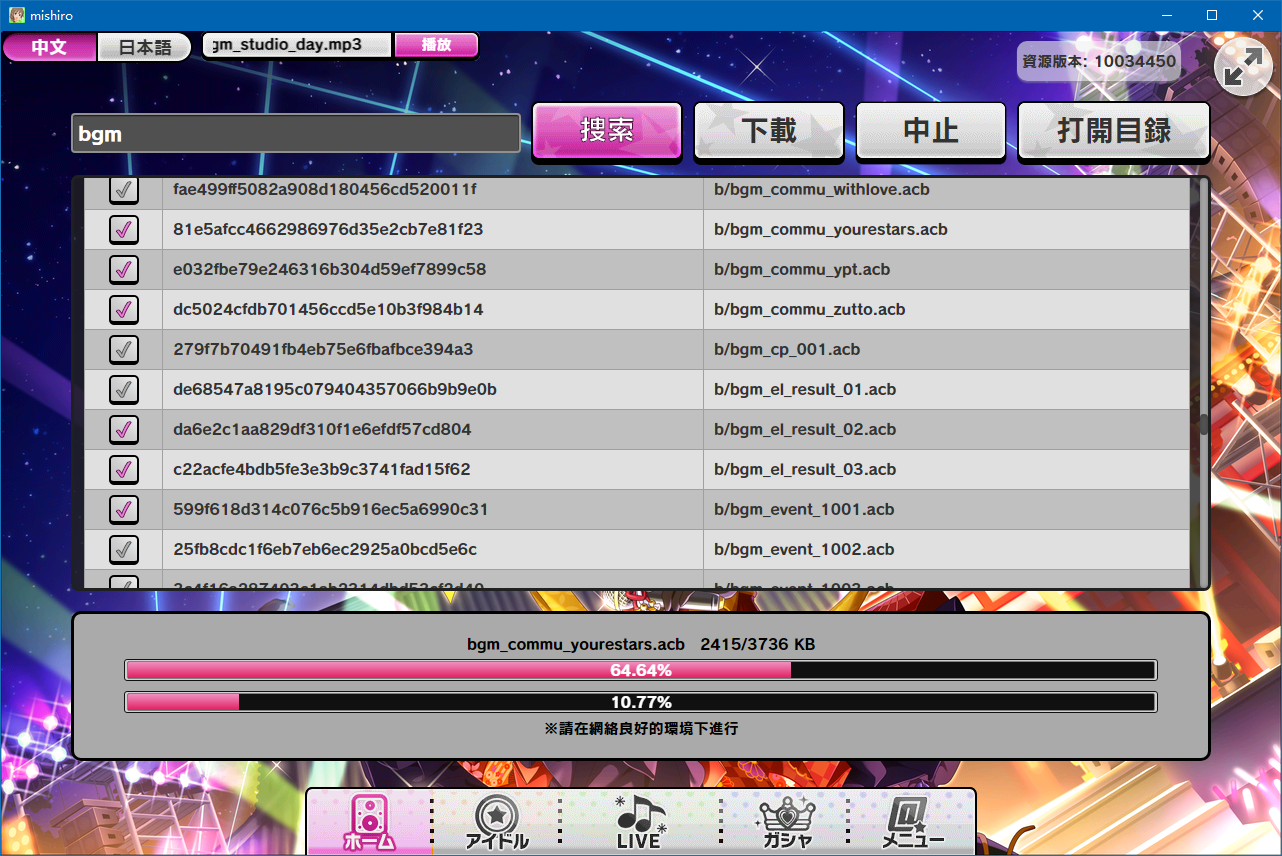 mishiro
中文 日本語 gm_studio_day.mp3 播放
資源版本: 10034450
bgm 搜索 下載 中止 打開目録
fae499ff5082a908d180456cd520011f b/bgm_commu_withlove.acb
81e5afcc4662986976d35e2cb7e81f23 b/bgm_commu_yourestars.acb
e032fbe79e246316b304d59ef7899c58 b/bgm_commu_ypt.acb
dc5024cfdb701456ccd5e10b3f984b14 b/bgm_commu_zutto.acb
279f7b70491fb4eb75e6fbafbce394a3 b/bgm_cp_001.acb
de68547a8195c079404357066b9b9e0b b/bgm_el_result_01.acb
da6e2c1aa829df310f1e6efdf57cd804 b/bgm_el_result_02.acb
c22acfe4bdb5fe3e3b9c3741fad15f62 b/bgm_el_result_03.acb
599f618d314c076c5b916ec5a6990c31 b/bgm_event_1001.acb
25fb8cdc1f6eb7eb6ec2925a0bcd5e6c b/bgm_event_1002.acb
bgm_commu_yourestars.acb 2415/3736 KB
64.64%
10.77%
※請在網絡良好的環境下進行
ホーム アイドル LIVE ガシャ メニュー